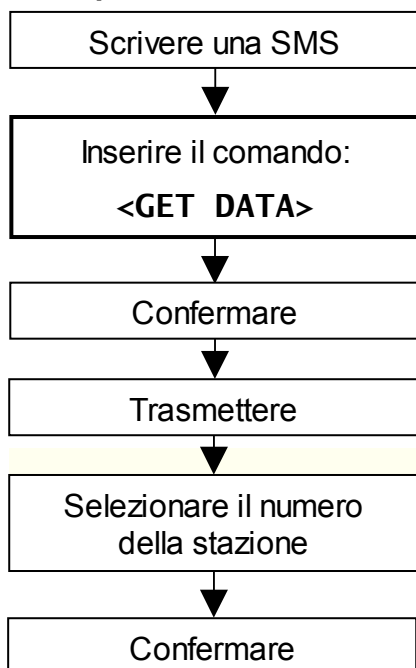 Scrivere una SMS
Inserire il comando:
<GET DATA>
Confermare
Trasmettere
Selezionare il numero
della stazione
Confermare